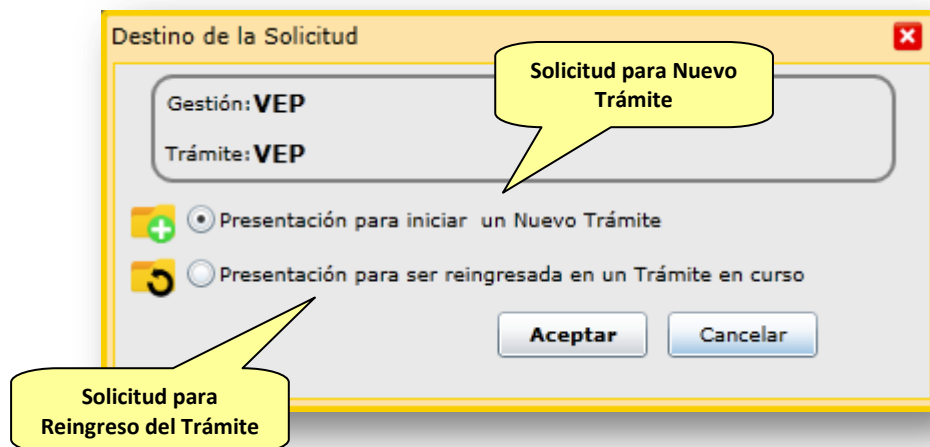 Destino de la Solicitud
Solicitud para Nuevo
Trámite
Gestión: VEP
Trámite: VEP
Presentación para iniciar un Nuevo Trámite
Presentación para ser reingresada en un Trámite en curso
Aceptar Cancelar
Solicitud para
Reingreso del Trámite